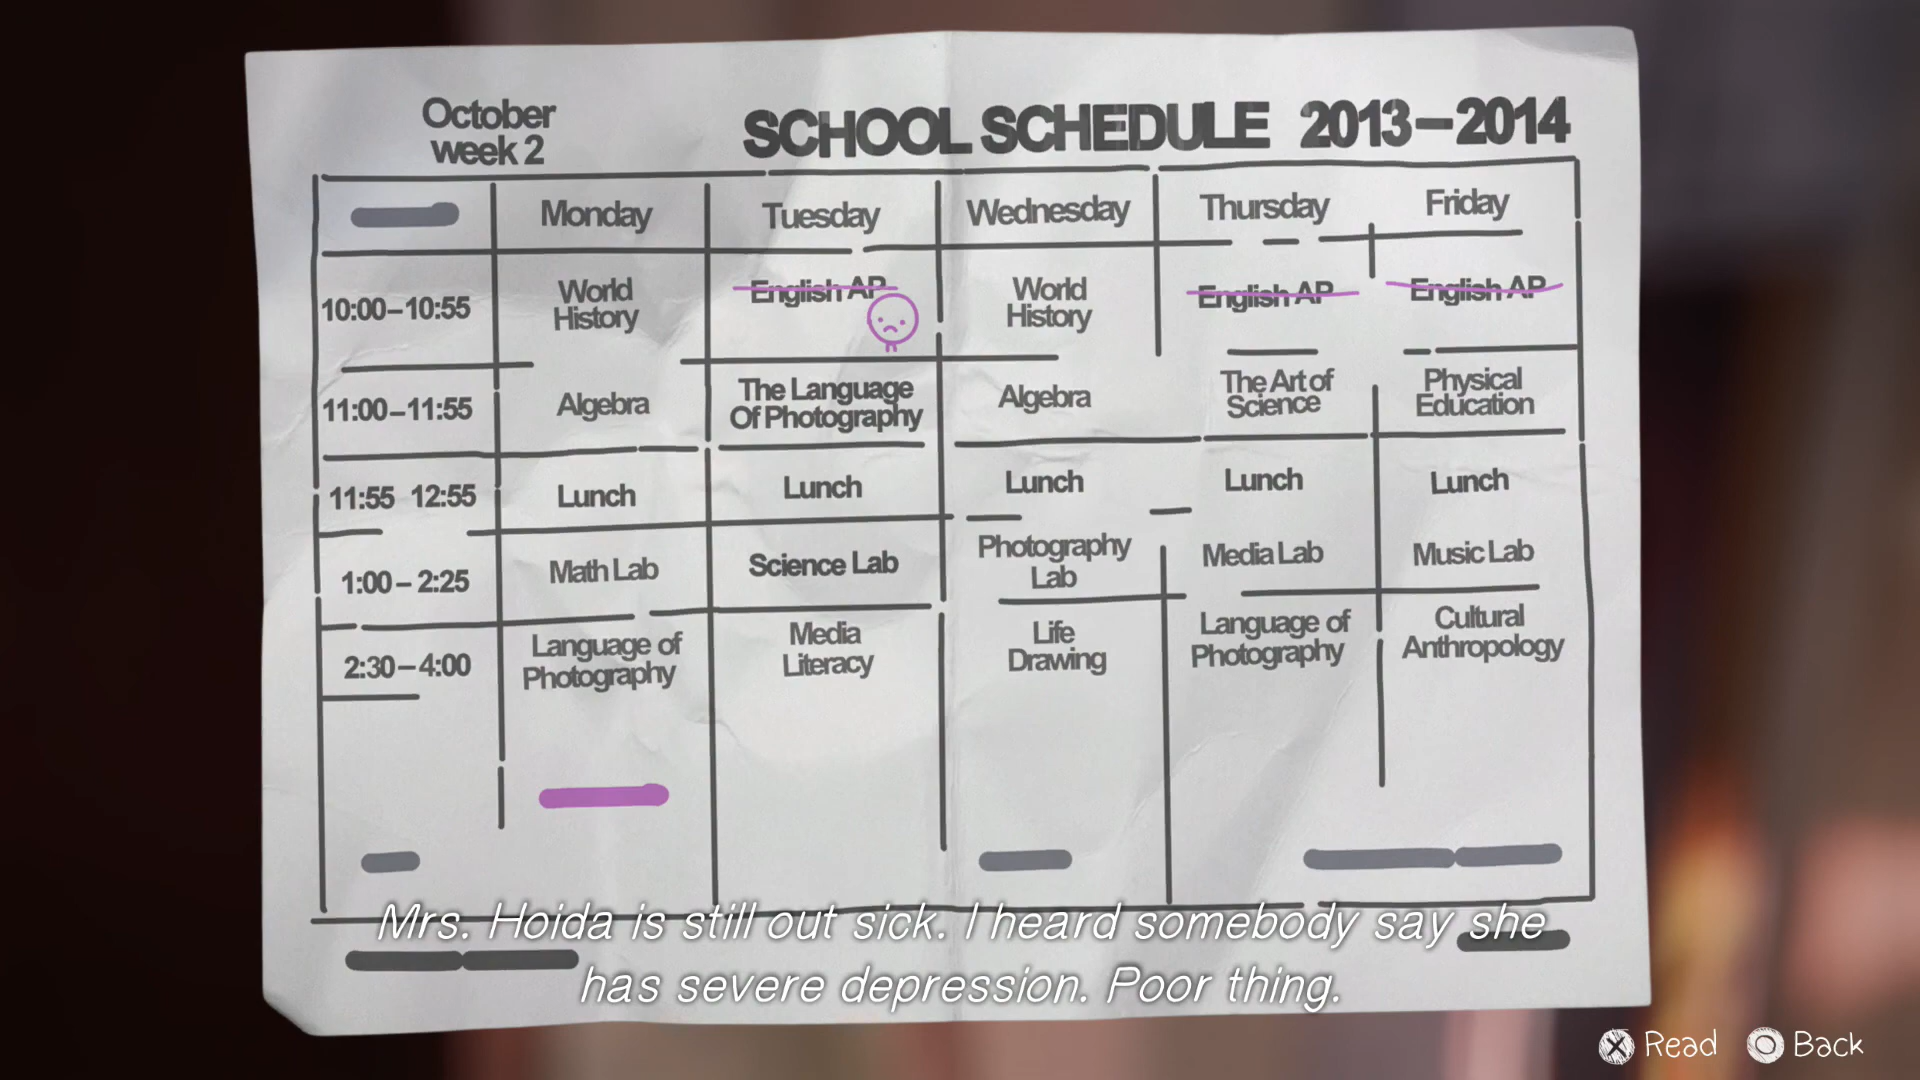 October
week 2
SCHOOL SCHEDULE 2013-2014
Monday Tuesday Wednesday Thursday Friday
10:00-10:55
World
History
English AP
World
History
English AP
English AP
11:00-11:55
Algebra
The Language
Of Photography
Algebra
The Art of
Science
Physical
Education
11:55 12:55
Lunch
Lunch
Lunch
Lunch
Lunch
1:00-2:25
Math Lab
Science Lab
Photography
Lab
Media Lab
Music Lab
2:30-4:00
Language of
Photography
Media
Literacy
Life
Drawing
Language of
Photography
Cultural
Anthropology
Mrs. Hoida is still out sick. I heard somebody say she
has severe depression. Poor thing.
Read Back